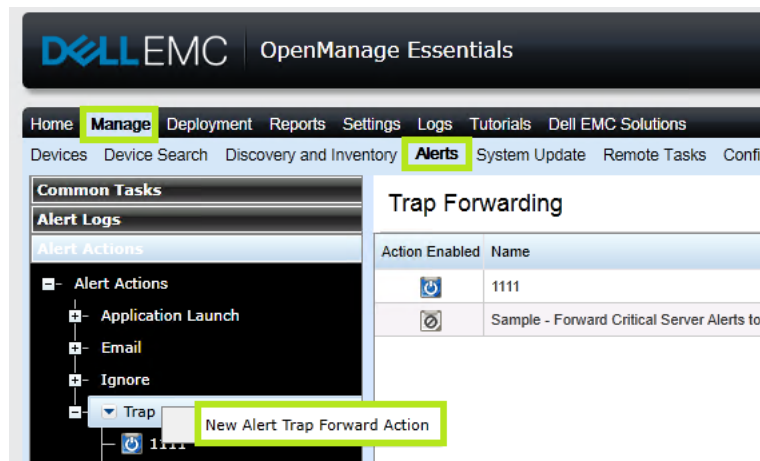 DELLEMC OpenManage Essentials
Home Manage Deployment Reports Settings Logs Tutorials Dell EMC Solutions
Devices Device Search Discovery and Inventory Alerts System Update Remote Tasks Confi
Common Tasks
Alert Logs
Alert Actions
Alert Actions
Application Launch
Email
Ignore
Trap
New Alert Trap Forward Action
1111
Trap Forwarding
Action Enabled Name
1111
Sample - Forward Critical Server Alerts to